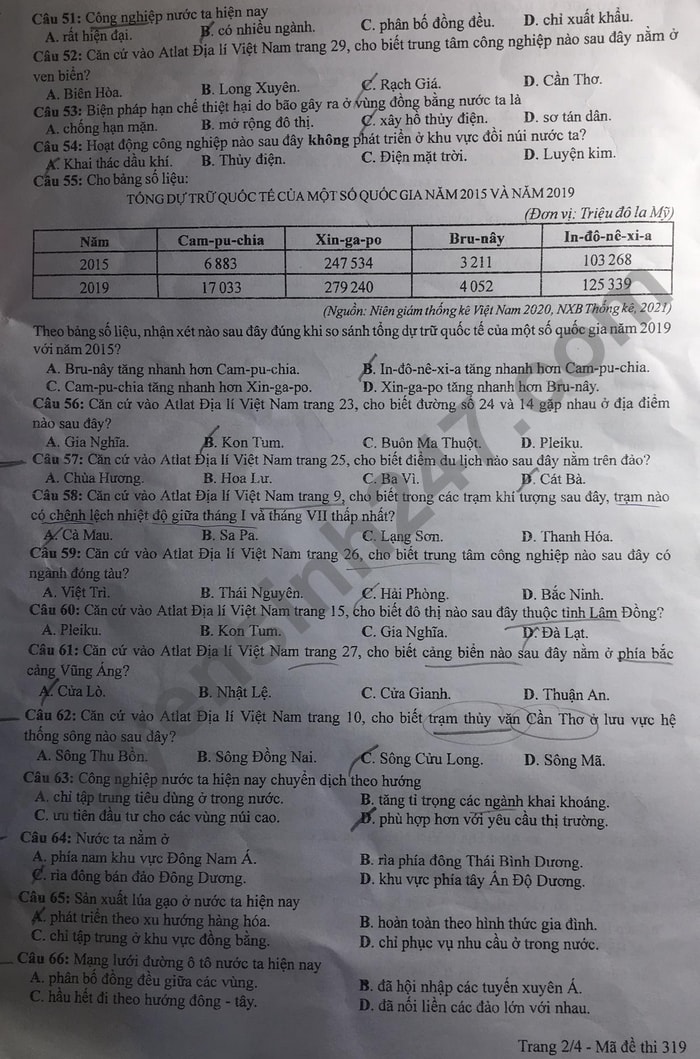 Câu 51: Công nghiệp nước ta hiện nay
A. rất hiện đại. B. có nhiều ngành. C. phân bố đồng đều. D. chỉ xuất khẩu.
Câu 52: Căn cứ vào Atlat Địa lí Việt Nam trang 29, cho biết trung tâm công nghiệp nào sau đây nằm ở
ven biển?
A. Biên Hòa. B. Long Xuyên. C. Rạch Giá. D. Cần Thơ.
Câu 53: Biện pháp hạn chế thiệt hại do bão gây ra ở vùng đồng bằng nước ta là
A. chống hạn mặn. B. mở rộng đô thị. C. xây hồ thủy điện. D. sơ tán dân.
Câu 54: Hoạt động công nghiệp nào sau đây không phát triển ở khu vực đồi núi nước ta?
A. Khai thác dầu khí. B. Thủy điện. C. Điện mặt trời. D. Luyện kim.
Câu 55: Cho bảng số liệu:
TỔNG DỰ TRỮ QUỐC TẾ CỦA MỘT SỐ QUỐC GIA NĂM 2015 VÀ NĂM 2019
(Đơn vị: Triệu đô la Mỹ)
Năm Cam-pu-chia Xin-ga-po Bru-nây In-đô-nê-xi-a
2015 6 883 247 534 3 211 103 268
2019 17 033 279 240 4 052 125 339
(Nguồn: Niên giám thống kê Việt Nam 2020, NXB Thống kê, 2021)
Theo bảng số liệu, nhận xét nào sau đây đúng khi so sánh tổng dự trữ quốc tế của một số quốc gia năm 2019
với năm 2015?
A. Bru-nây tăng nhanh hơn Cam-pu-chia. B. In-đô-nê-xi-a tăng nhanh hơn Cam-pu-chia.
C. Cam-pu-chia tăng nhanh hơn Xin-ga-po. D. Xin-ga-po tăng nhanh hơn Bru-nây.
Câu 56: Căn cứ vào Atlat Địa lí Việt Nam trang 23, cho biết đường số 24 và 14 gặp nhau ở địa điểm
nào sau đây?
A. Gia Nghĩa. B. Kon Tum. C. Buôn Ma Thuột. D. Pleiku.
Câu 57: Căn cứ vào Atlat Địa lí Việt Nam trang 25, cho biết điểm du lịch nào sau đây nằm trên đảo?
A. Chùa Hương. B. Hoa Lư. C. Ba Vì. D. Cát Bà.
Câu 58: Căn cứ vào Atlat Địa lí Việt Nam trang 9, cho biết trong các trạm khí tượng sau đây, trạm nào
có chênh lệch nhiệt độ giữa tháng I và tháng VII thấp nhất?
A. Cà Mau. B. Sa Pa. C. Lạng Sơn. D. Thanh Hóa.
Câu 59: Căn cứ vào Atlat Địa lí Việt Nam trang 26, cho biết trung tâm công nghiệp nào sau đây có
ngành đóng tàu?
A. Việt Trì. B. Thái Nguyên. C. Hải Phòng. D. Bắc Ninh.
Câu 60: Căn cứ vào Atlat Địa lí Việt Nam trang 15, cho biết đô thị nào sau đây thuộc tỉnh Lâm Đồng?
A. Pleiku. B. Kon Tum. C. Gia Nghĩa. D. Đà Lạt.
Câu 61: Căn cứ vào Atlat Địa lí Việt Nam trang 27, cho biết cảng biển nào sau đây nằm ở phía bắc
cảng Vũng Áng?
A. Cửa Lò. B. Nhật Lệ. C. Cửa Gianh. D. Thuận An.
Câu 62: Căn cứ vào Atlat Địa lí Việt Nam trang 10, cho biết trạm thủy văn Cần Thơ ở lưu vực hệ
thống sông nào sau đây?
A. Sông Thu Bồn. B. Sông Đồng Nai. C. Sông Cửu Long. D. Sông Mã.
Câu 63: Công nghiệp nước ta hiện nay chuyển dịch theo hướng
A. chỉ tập trung tiêu dùng ở trong nước. B. tăng tỉ trọng các ngành khai khoáng.
C. ưu tiên đầu tư cho các vùng núi cao. D. phù hợp hơn với yêu cầu thị trường.
Câu 64: Nước ta nằm ở
A. phía nam khu vực Đông Nam Á. B. rìa phía đông Thái Bình Dương.
C. rìa đông bán đảo Đông Dương. D. khu vực phía tây Ấn Độ Dương.
Câu 65: Sản xuất lúa gạo ở nước ta hiện nay
A. phát triển theo xu hướng hàng hóa. B. hoàn toàn theo hình thức gia đình.
C. chỉ tập trung ở khu vực đồng bằng. D. chỉ phục vụ nhu cầu ở trong nước.
Câu 66: Mạng lưới đường ô tô nước ta hiện nay
A. phân bố đồng đều giữa các vùng. B. đã hội nhập các tuyến xuyên Á.
C. hầu hết đi theo hướng đông - tây. D. đã nối liền các đảo lớn với nhau.
Trang 2/4 - Mã đề thi 319
tuyensinh247.com